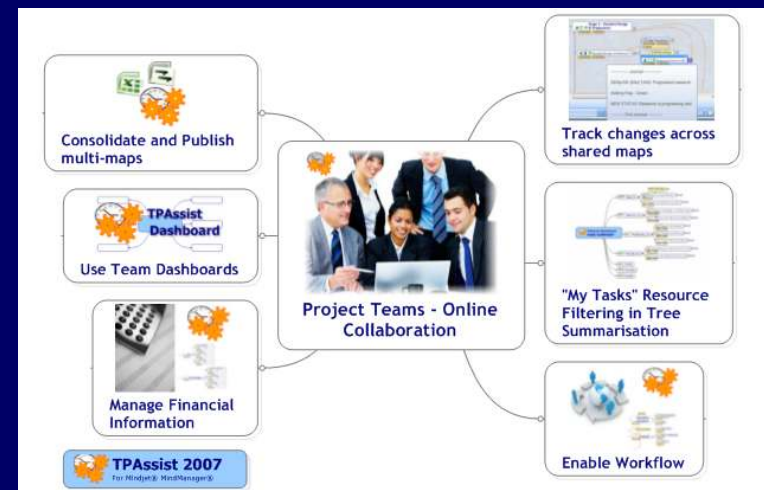 Consolidate and Publish
multi-maps
TPAssist
Dashboard
Use Team Dashboards
Manage Financial
Information
TPAssist 2007
For Mindjet® MindManager®
Project Teams - Online
Collaboration
Track changes across
shared maps
"My Tasks" Resource
Filtering in Tree
Summarisation
Enable Workflow